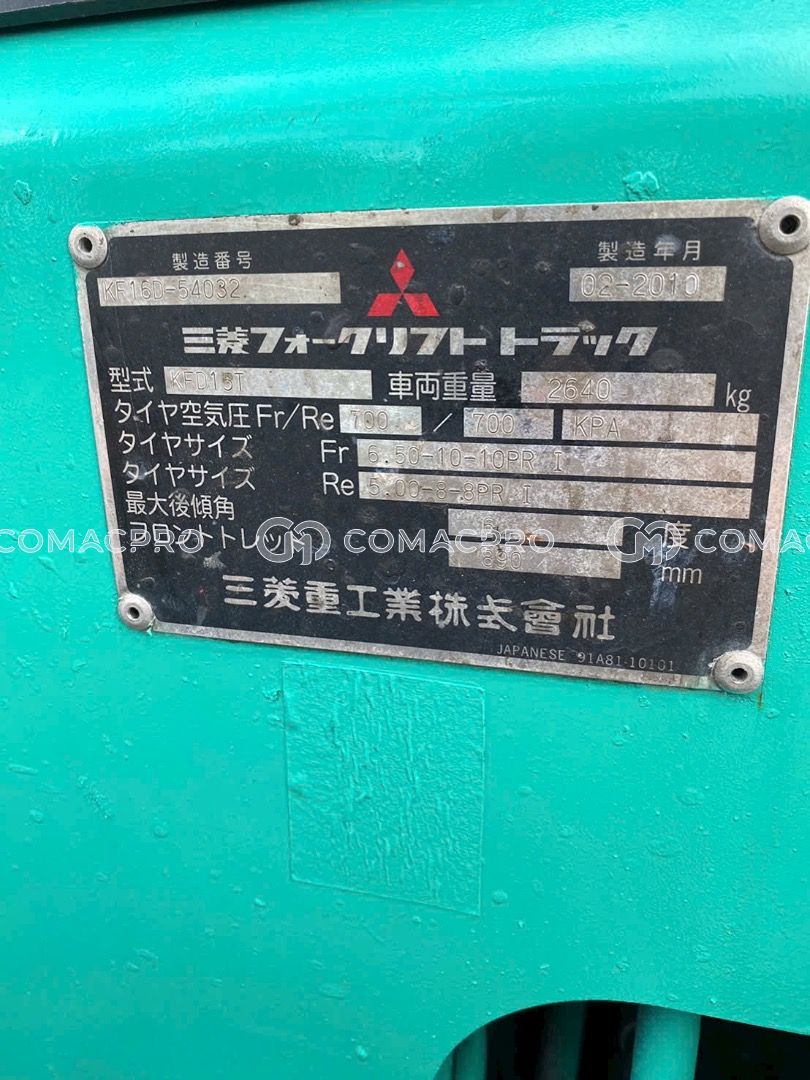 製造番号 製造年月
KF16D-54032 02-2010
三菱フォークリフト トラック
型式 KFD15T 車両重量 2640 kg
タイヤ空気圧 Fr/Re 700 / 700 KPA
タイヤサイズ Fr 6.50-10-10PR I
タイヤサイズ Re 5.00-8-8PR I
最大後傾角 度
フロントトレッド 890 mm
COMACPRO COMACPRO COMACPRO
三菱重工業株式會社
JAPANESE 91A81-10101